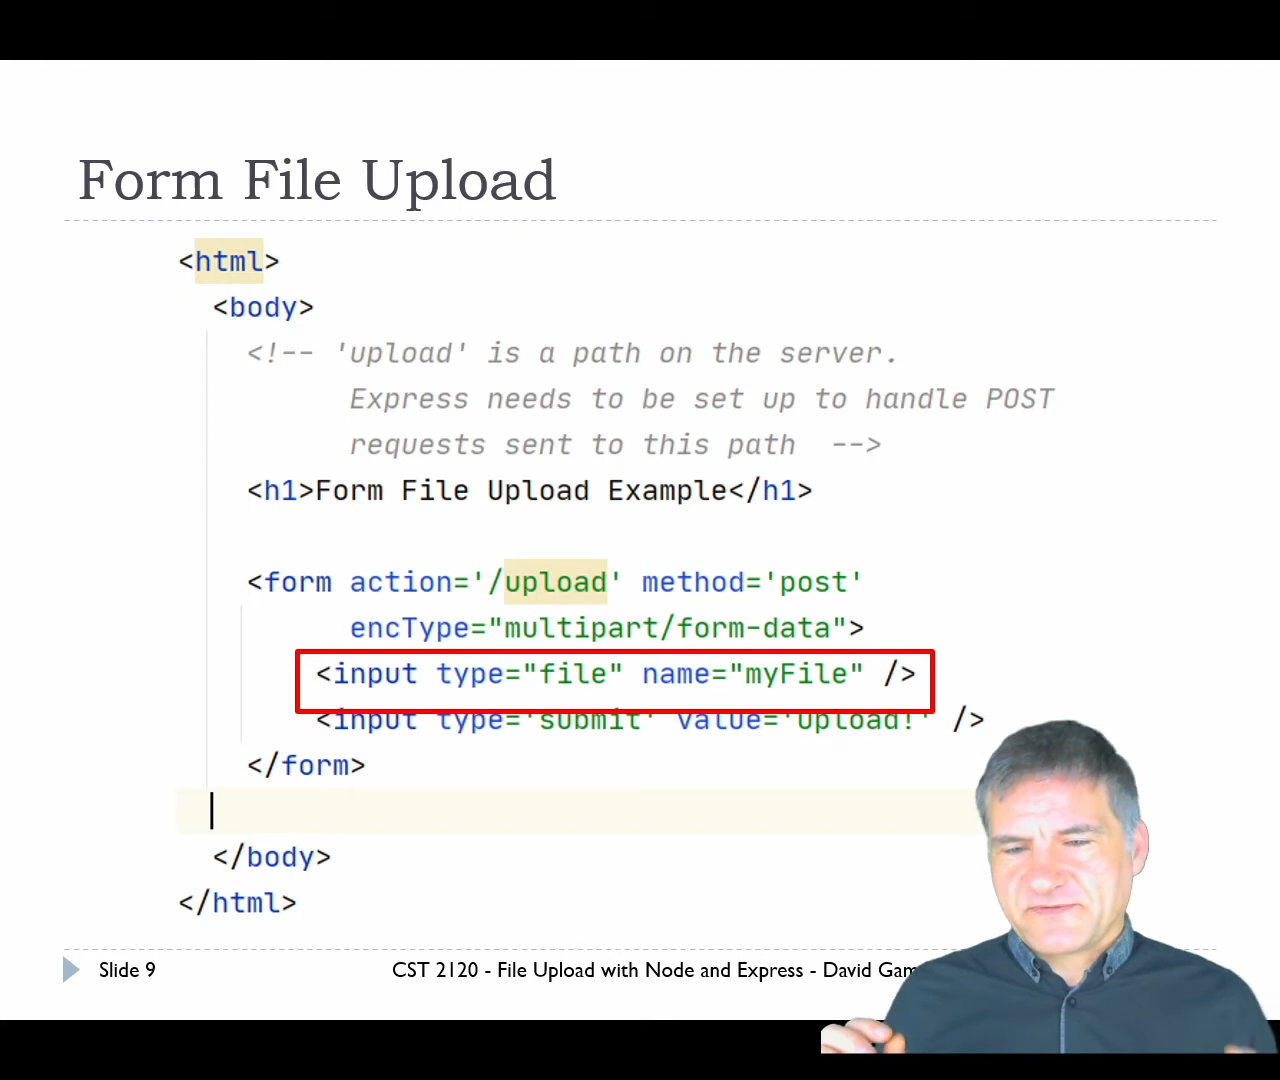 Form File Upload
<html>
<body>
<!-- 'upload' is a path on the server.
Express needs to be set up to handle POST
requests sent to this path -->
<h1>Form File Upload Example</h1>
<form action='/upload' method='post'
encType="multipart/form-data">
<input type="file" name="myFile" />
<input type='submit' value='Upload!' />
</form>
</body>
</html>
Slide 9
CST 2120 - File Upload with Node and Express - David Gam